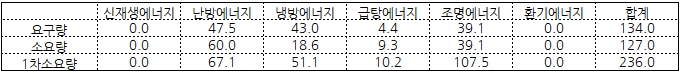 신재생에너지 난방에너지 냉방에너지 급탕에너지 조명에너지 환기에너지 합계
요구량 0.0 47.5 43.0 4.4 39.1 0.0 134.0
소요량 0.0 60.0 18.6 9.3 39.1 0.0 127.0
1차소요량 0.0 67.1 51.1 10.2 107.5 0.0 236.0